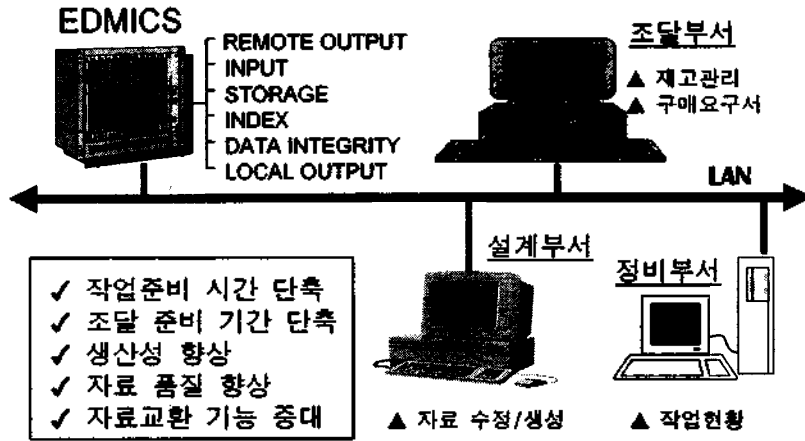 EDMICS
REMOTE OUTPUT
INPUT
STORAGE
INDEX
DATA INTEGRITY
LOCAL OUTPUT
조달부서
▲ 재고관리
▲ 구매요구서
LAN
설계부서
▲ 자료 수정/생성
정비부서
▲ 작업현황
✓ 작업준비 시간 단축
✓ 조달 준비 기간 단축
✓ 생산성 향상
✓ 자료 품질 향상
✓ 자료교환 기능 증대